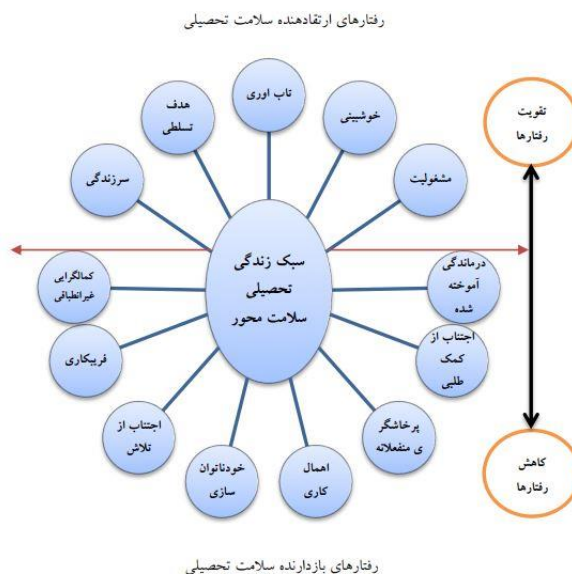 رفتارهای ارتقادهنده سلامت تحصیلی
تاب اوری
خوشبینی
هدف
تسلطی
تقویت
رفتارها
مشغولیت
سرزندگی
سبک زندگی
تحصیلی
سلامت محور
درماندگی
آموخته
شده
کمالگرایی
غیرانطباقی
اجتناب از
کمک
طلبی
فریبکاری
پرخاشگر
ی منفعلانه
اجتناب از
تلاش
اهمال
کاری
خودناتوان
سازی
کاهش
رفتارها
رفتارهای بازدارنده سلامت تحصیلی